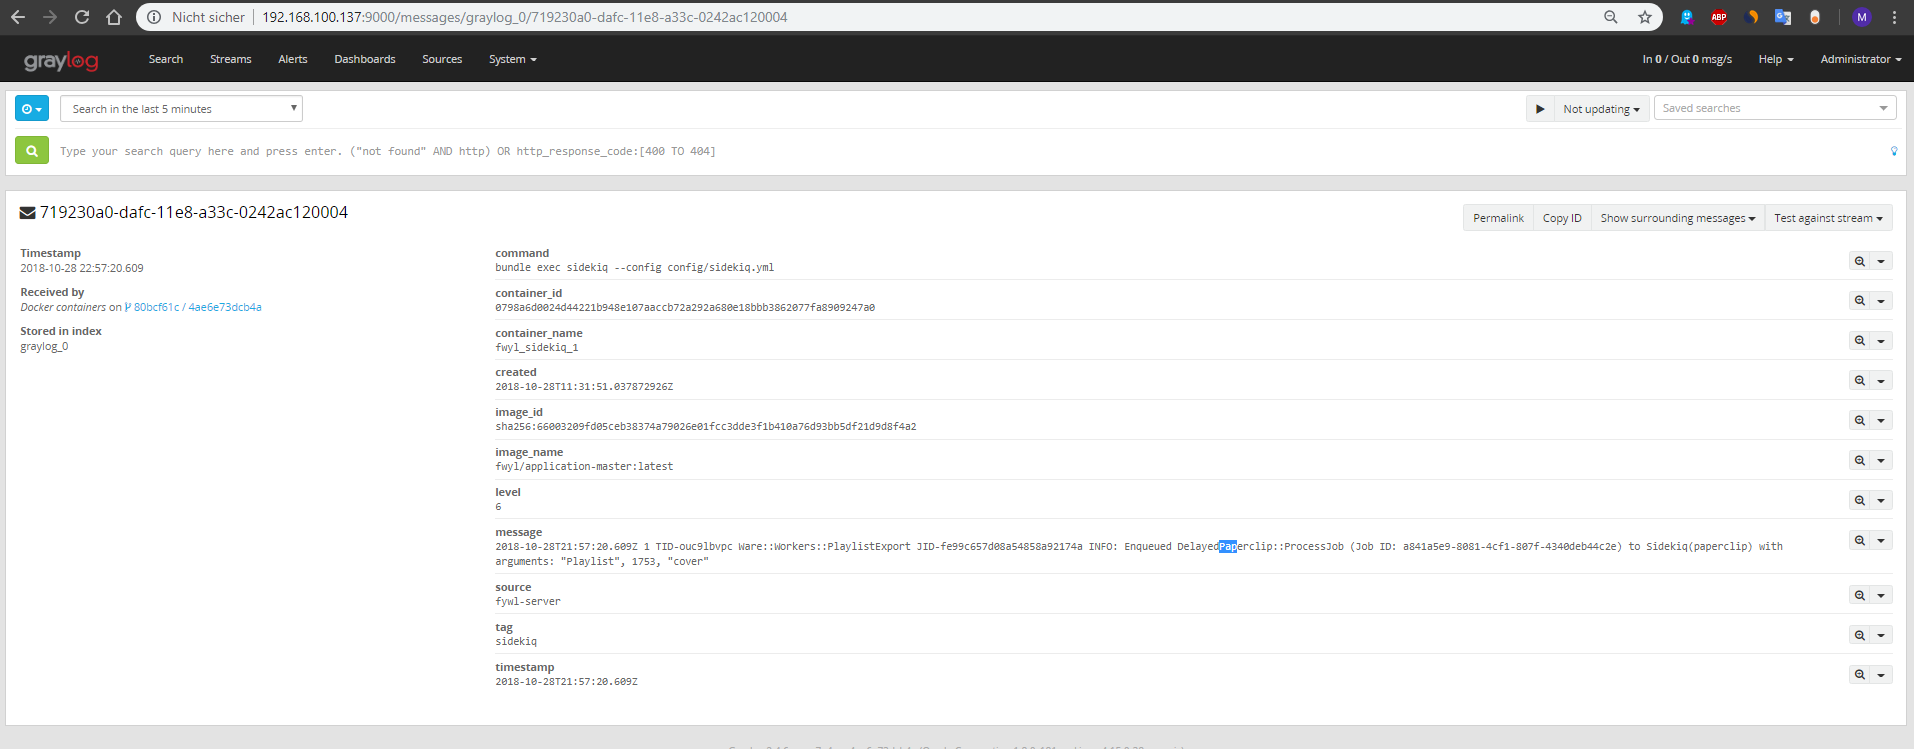 Nicht sicher 192.168.100.137:9000/messages/graylog_0/719230a0-dafc-11e8-a33c-0242ac120004
ABP
M
graylog Search Streams Alerts Dashboards Sources System In 0 / Out 0 msg/s Help Administrator
Search in the last 5 minutes Not updating Saved searches
Type your search query here and press enter. ("not found" AND http) OR http_response_code:[400 TO 404]
719230a0-dafc-11e8-a33c-0242ac120004
Permalink Copy ID Show surrounding messages Test against stream
Timestamp
2018-10-28 22:57:20.609
Received by
Docker containers on 80bcf61c / 4ae6e73dcb4a
Stored in index
graylog_0
command
bundle exec sidekiq --config config/sidekiq.yml
container_id
0798a6d0024d44221b948e107aaccb72a292a680e18bbb3862077fa8909247a0
container_name
fwyl_sidekiq_1
created
2018-10-28T11:31:51.037872926Z
image_id
sha256:66003209fd05ceb38374a79026e01fcc3dde3f1b410a76d93bb5df21d9d8f4a2
image_name
fwyl/application-master:latest
level
6
message
2018-10-28T21:57:20.609Z 1 TID-ouc9lbvpc Ware::Workers::PlaylistExport JID-fe99c657d08a54858a92174a INFO: Enqueued DelayedPaperclip::ProcessJob (Job ID: a841a5e9-8081-4cf1-807f-4340deb44c2e) to Sidekiq(paperclip) with
arguments: "Playlist", 1753, "cover"
source
fywl-server
tag
sidekiq
timestamp
2018-10-28T21:57:20.609Z